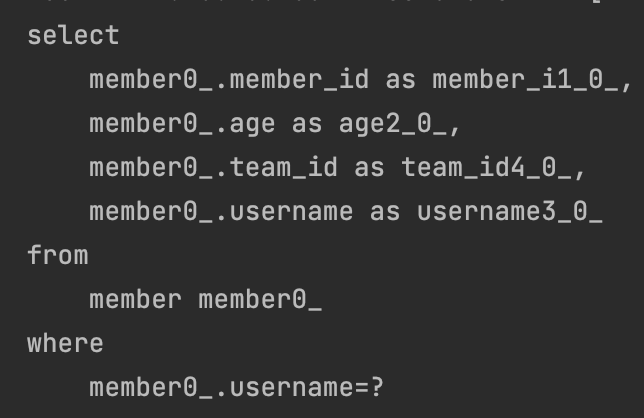 select
member0_.member_id as member_i1_0_,
member0_.age as age2_0_,
member0_.team_id as team_id4_0_,
member0_.username as username3_0_
from
member member0_
where
member0_.username=?